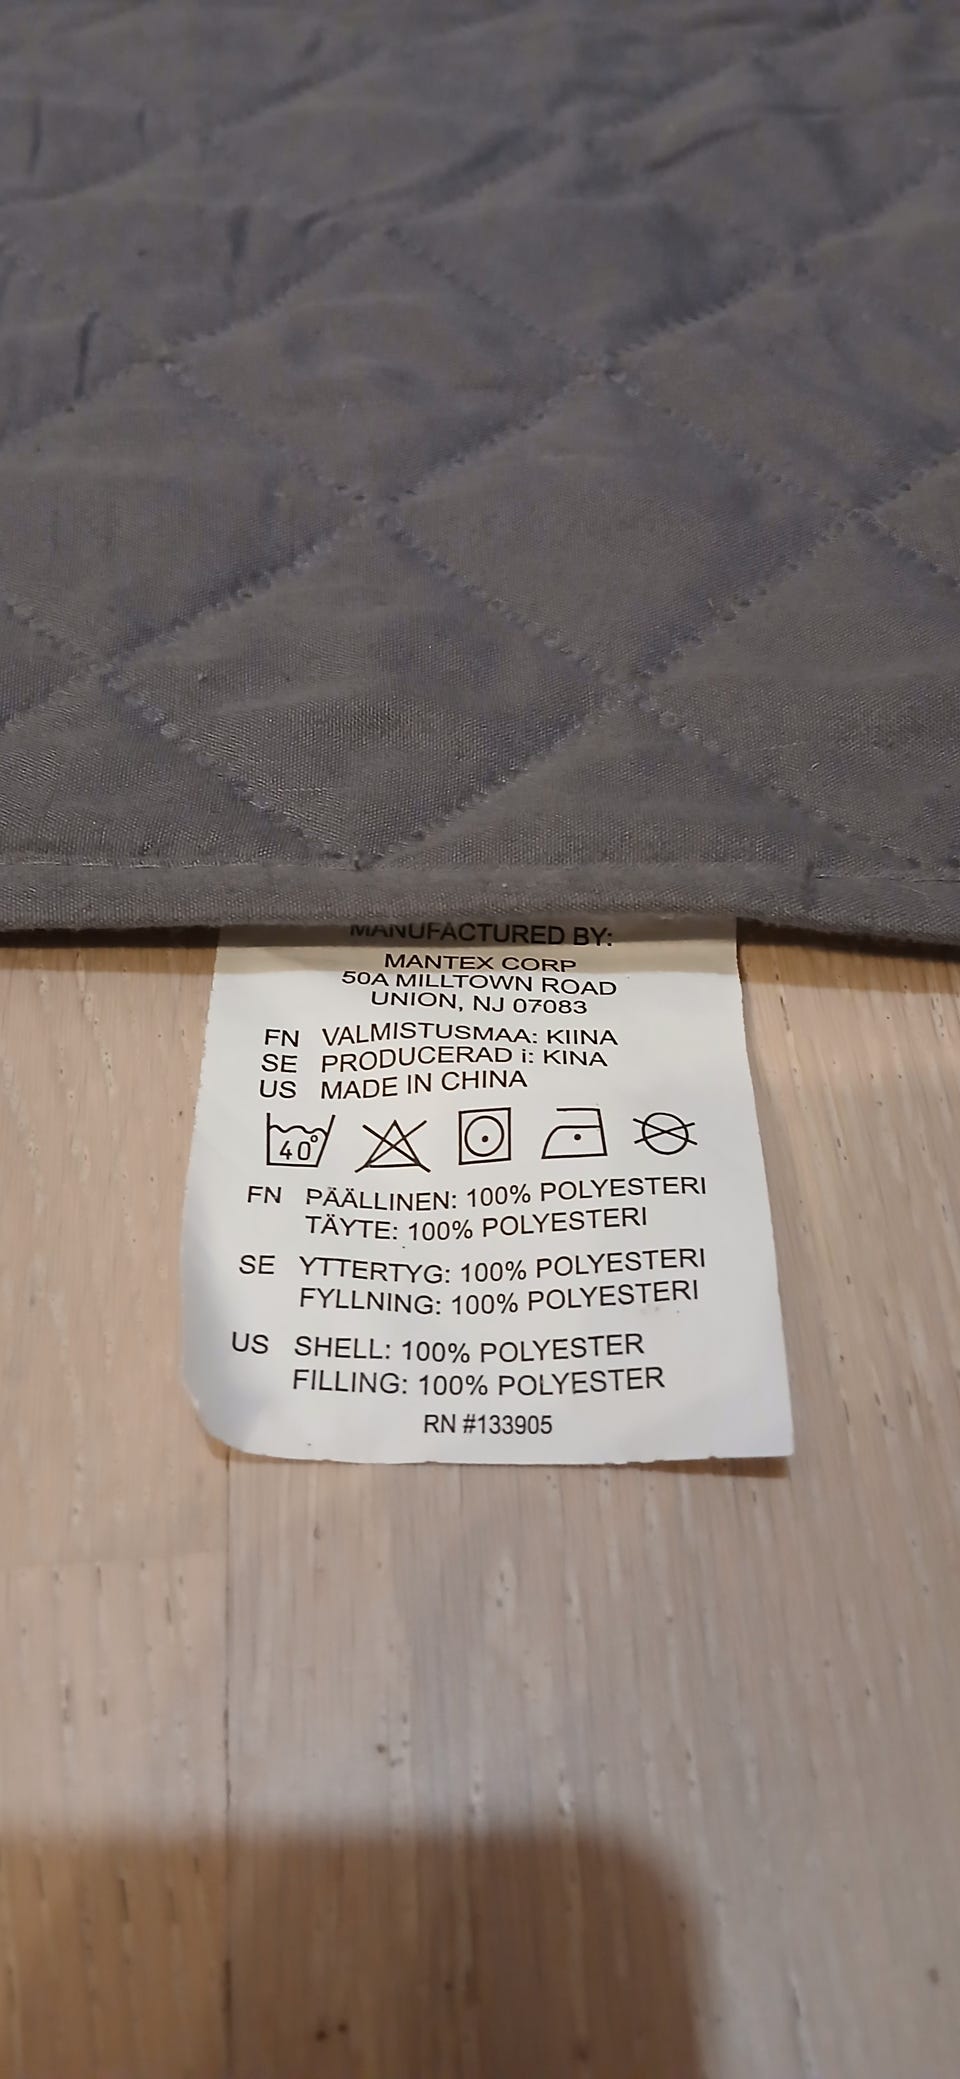 MANUFACTURED BY:
MANTEX CORP
50A MILLTOWN ROAD
UNION, NJ 07083
FN VALMISTUSMAA: KIINA
SE PRODUCERAD i: KINA
US MADE IN CHINA
40°
FN PÄÄLLINEN: 100% POLYESTERI
TÄYTE: 100% POLYESTERI
SE YTTERTYG: 100% POLYESTERI
FYLLNING: 100% POLYESTERI
US SHELL: 100% POLYESTER
FILLING: 100% POLYESTER
RN #133905